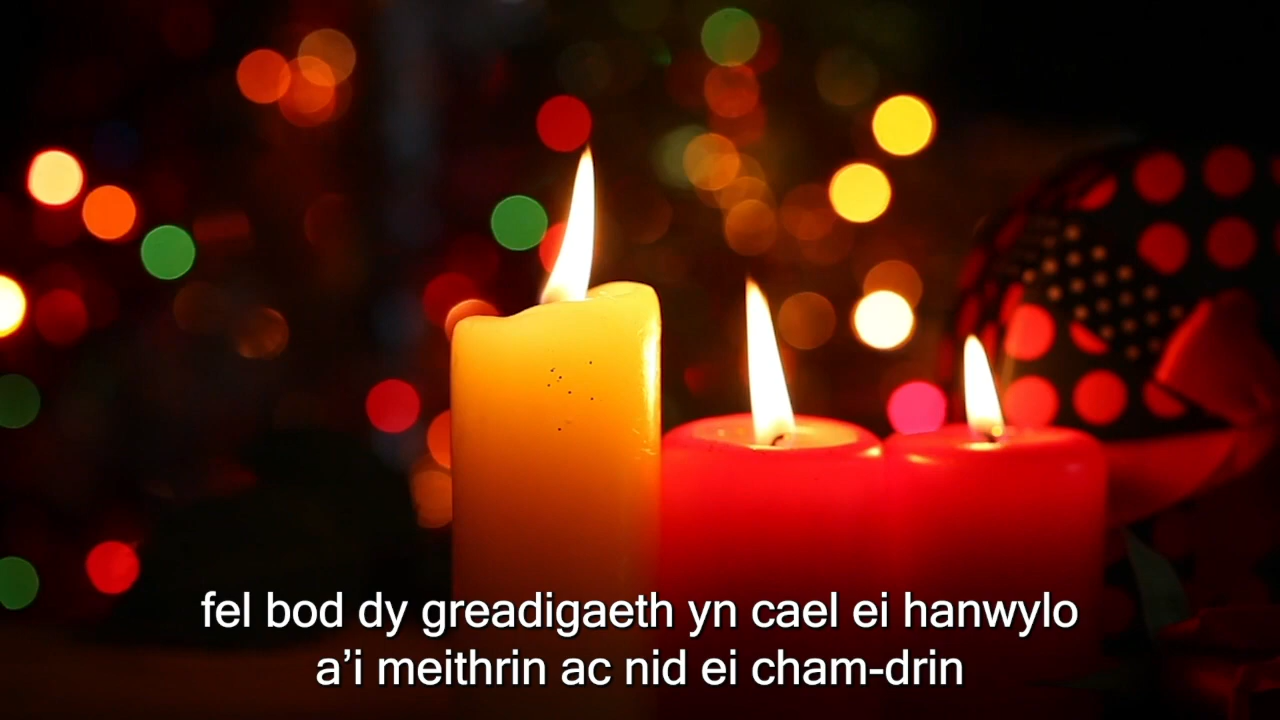 fel bod dy greadigaeth yn cael ei hanwylo
a’i meithrin ac nid ei cham-drin